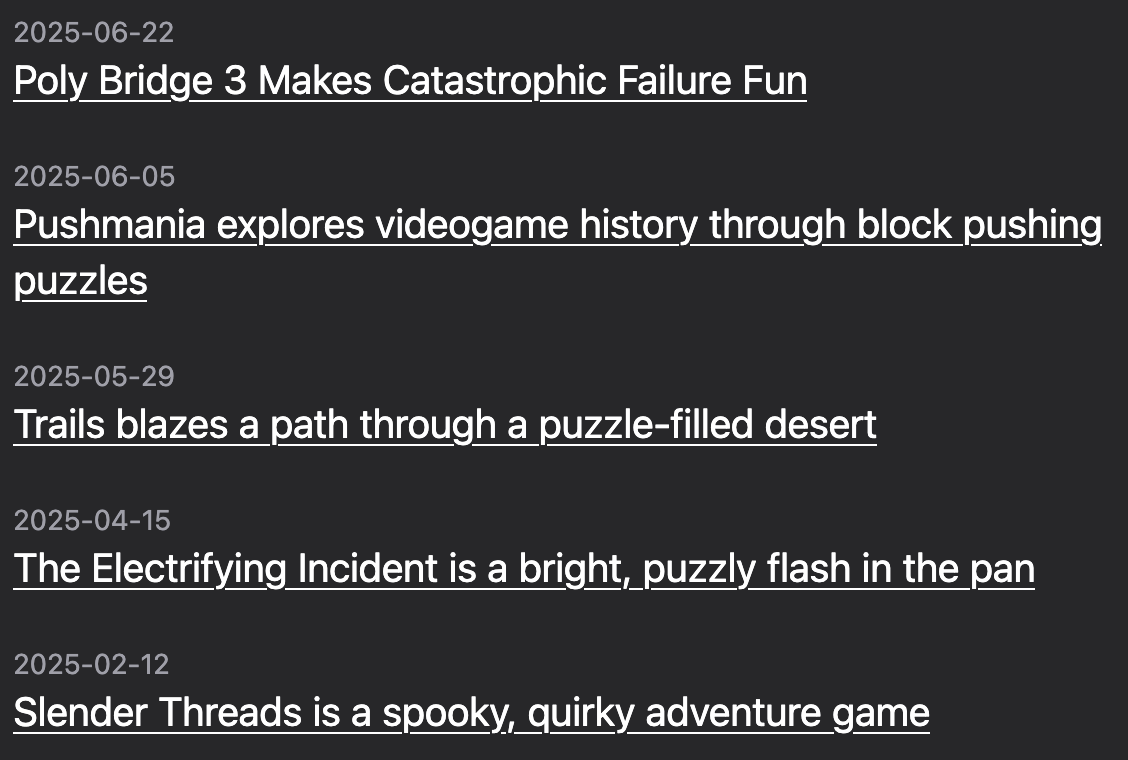 2025-06-22
Poly Bridge 3 Makes Catastrophic Failure Fun
2025-06-05
Pushmania explores videogame history through block pushing
puzzles
2025-05-29
Trails blazes a path through a puzzle-filled desert
2025-04-15
The Electrifying Incident is a bright, puzzly flash in the pan
2025-02-12
Slender Threads is a spooky, quirky adventure game